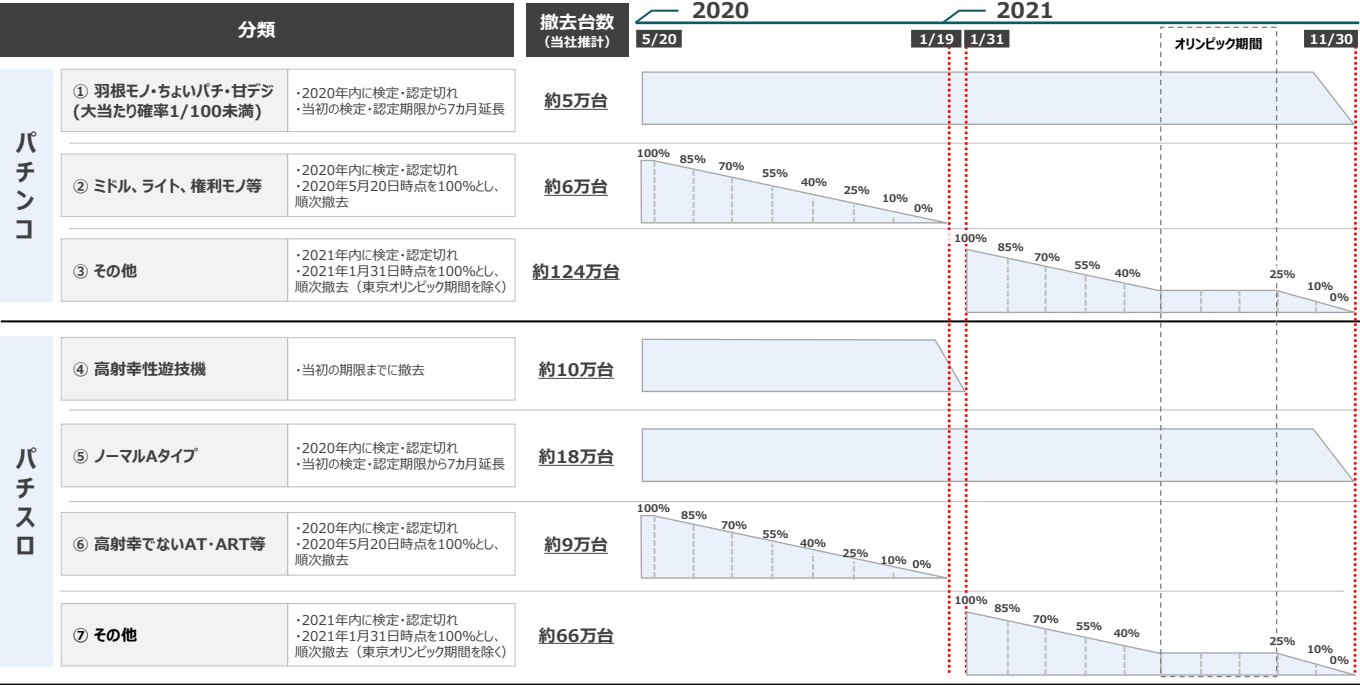 分類
撤去台数
(当社推計)
2020
2021
5/20
1/19
1/31
オリンピック期間
11/30
パチンコ
① 羽根モノ・ちょいパチ・甘デジ
(大当たり確率1/100未満)
・2020年内に検定・認定切れ
・当初の検定・認定期限から7カ月延長
約5万台
② ミドル、ライト、権利モノ等
・2020年内に検定・認定切れ
・2020年5月20日時点を100%とし、
順次撤去
約6万台
100%
85%
70%
55%
40%
25%
10%
0%
③ その他
・2021年内に検定・認定切れ
・2021年1月31日時点を100%とし、
順次撤去（東京オリンピック期間を除く）
約124万台
100%
85%
70%
55%
40%
25%
10%
0%
パチスロ
④ 高射幸性遊技機
・当初の期限までに撤去
約10万台
⑤ ノーマルAタイプ
・2020年内に検定・認定切れ
・当初の検定・認定期限から7カ月延長
約18万台
⑥ 高射幸でないAT・ART等
・2020年内に検定・認定切れ
・2020年5月20日時点を100%とし、
順次撤去
約9万台
100%
85%
70%
55%
40%
25%
10%
0%
⑦ その他
・2021年内に検定・認定切れ
・2021年1月31日時点を100%とし、
順次撤去（東京オリンピック期間を除く）
約66万台
100%
85%
70%
55%
40%
25%
10%
0%